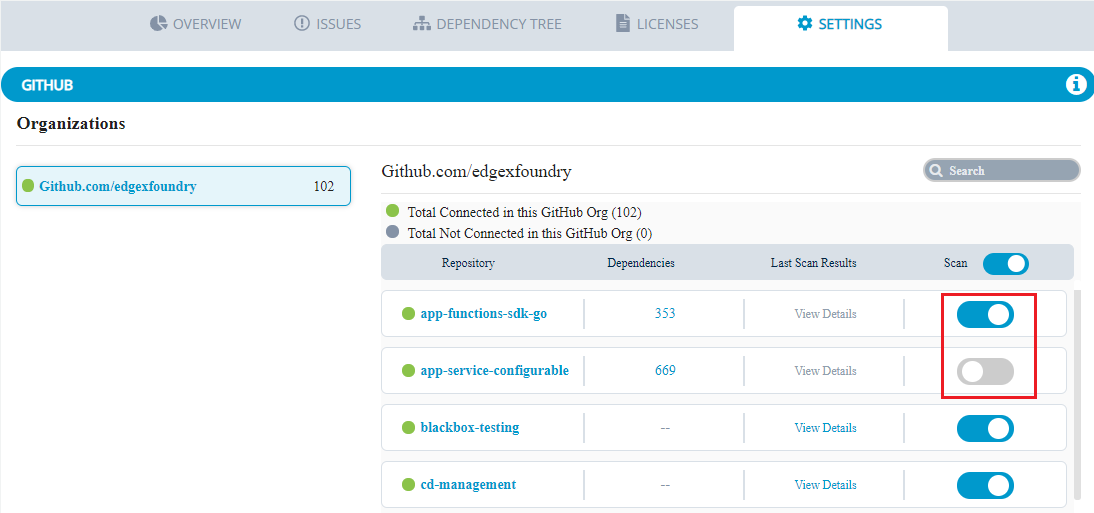 OVERVIEW ISSUES DEPENDENCY TREE LICENSES SETTINGS
GITHUB
Organizations
Github.com/edgexfoundry 102
Github.com/edgexfoundry Search
Total Connected in this GitHub Org (102)
Total Not Connected in this GitHub Org (0)
Repository Dependencies Last Scan Results Scan
app-functions-sdk-go 353 View Details
app-service-configurable 669 View Details
blackbox-testing -- View Details
cd-management -- View Details